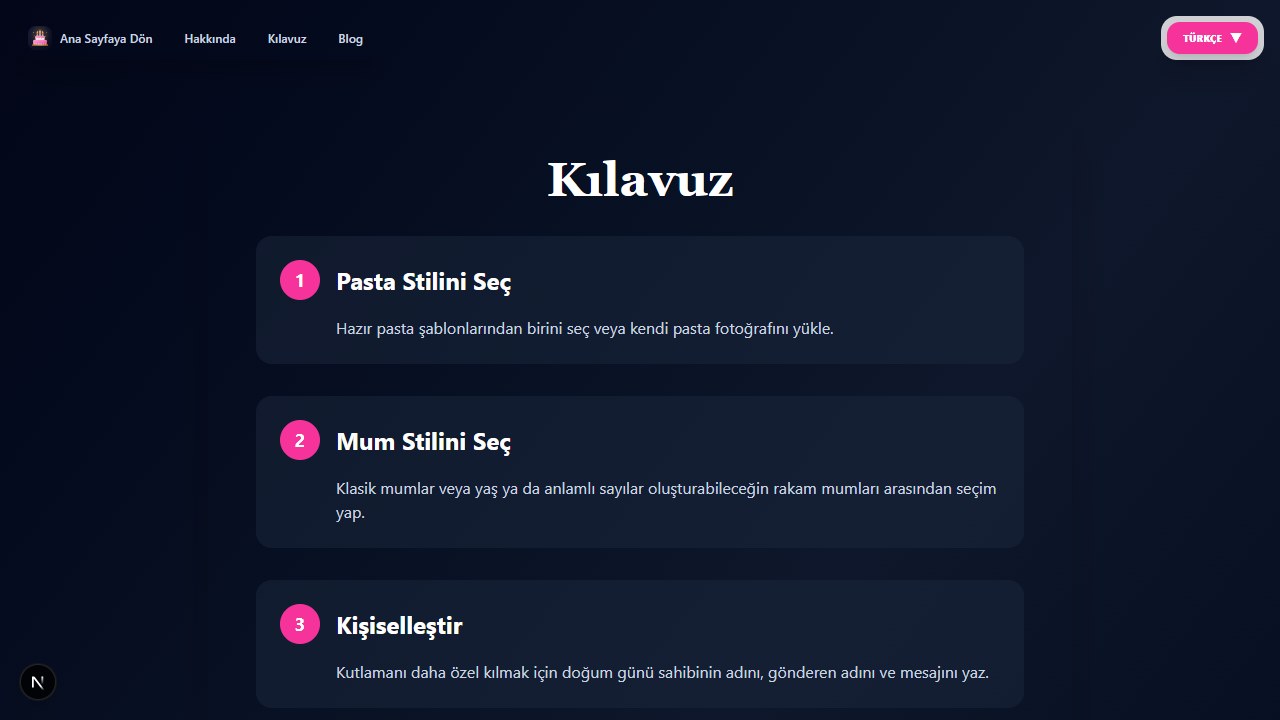 Ana Sayfaya Dön
Hakkında
Kılavuz
Blog
TÜRKÇE ▼
Kılavuz
1
Pasta Stilini Seç
Hazır pasta şablonlarından birini seç veya kendi pasta fotoğrafını yükle.
2
Mum Stilini Seç
Klasik mumlar veya yaş ya da anlamlı sayılar oluşturabileceğin rakam mumları arasından seçim
yap.
3
Kişiselleştir
Kutlamanı daha özel kılmak için doğum günü sahibinin adını, gönderen adını ve mesajını yaz.
N